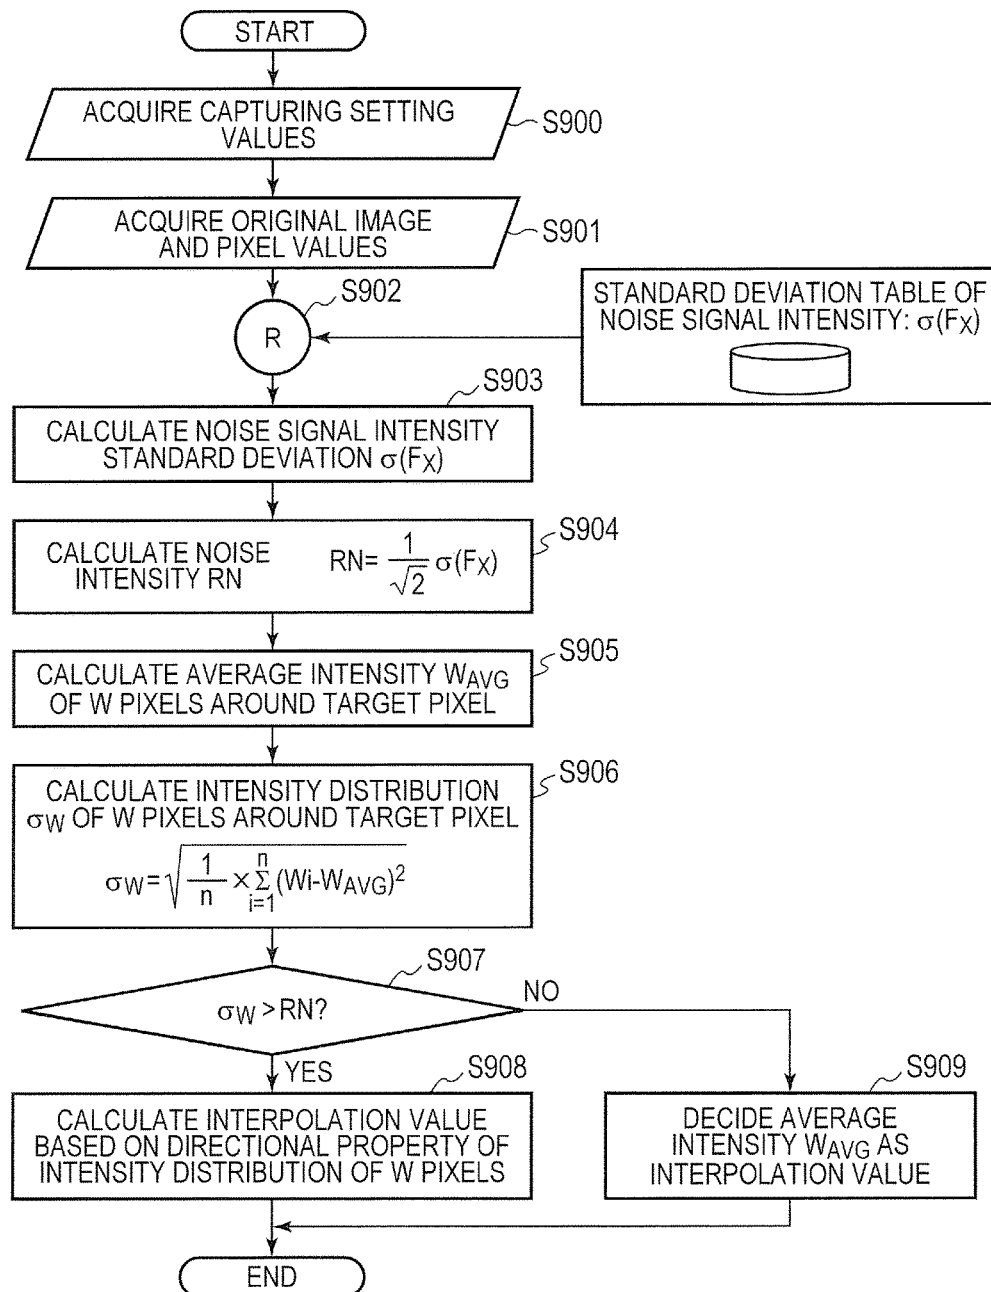 START
ACQUIRE CAPTURING SETTING
VALUES
S900
ACQUIRE ORIGINAL IMAGE
AND PIXEL VALUES
S901
S902
R
STANDARD DEVIATION TABLE OF
NOISE SIGNAL INTENSITY: σ(FX)
S903
CALCULATE NOISE SIGNAL INTENSITY
STANDARD DEVIATION σ(FX)
S904
CALCULATE NOISE
INTENSITY RN
RN= 1/√2 σ(FX)
S905
CALCULATE AVERAGE INTENSITY WAVG
OF W PIXELS AROUND TARGET PIXEL
S906
CALCULATE INTENSITY DISTRIBUTION
σW OF W PIXELS AROUND TARGET PIXEL
σW=√(1/n × Σ i=1 n (Wi-WAVG)²)
S907
σW>RN?
NO
YES
S908
CALCULATE INTERPOLATION VALUE
BASED ON DIRECTIONAL PROPERTY OF
INTENSITY DISTRIBUTION OF W PIXELS
S909
DECIDE AVERAGE
INTENSITY WAVG AS
INTERPOLATION VALUE
END